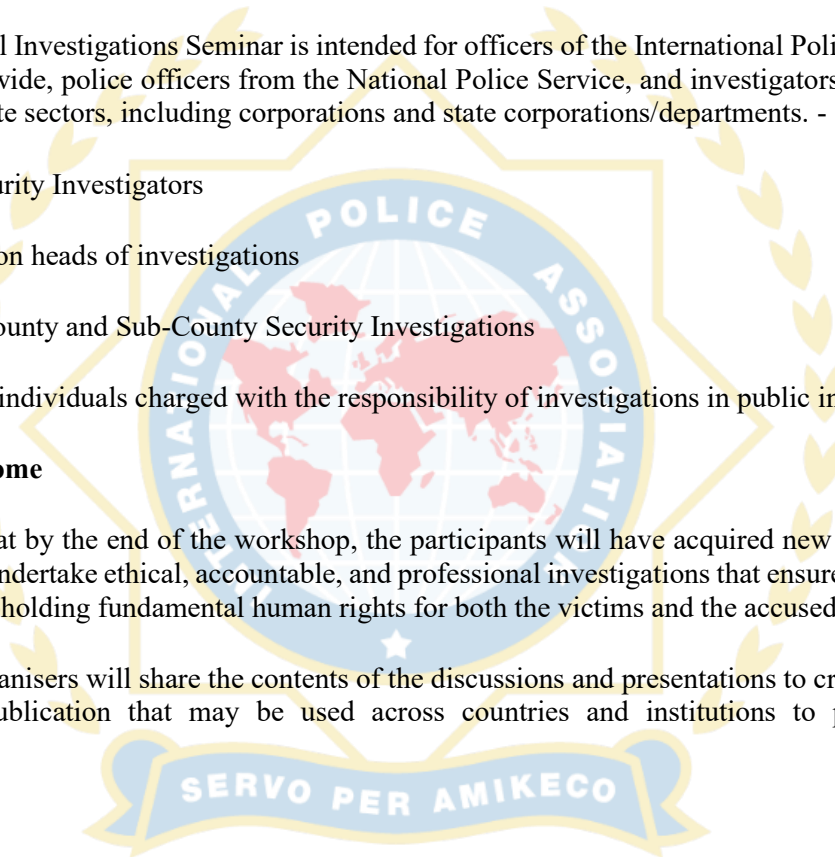 l Investigations Seminar is intended for officers of the International Poli
wide, police officers from the National Police Service, and investigators
te sectors, including corporations and state corporations/departments. -
urity Investigators
on heads of investigations
ounty and Sub-County Security Investigations
individuals charged with the responsibility of investigations in public in
ome
at by the end of the workshop, the participants will have acquired new
ndertake ethical, accountable, and professional investigations that ensure
holding fundamental human rights for both the victims and the accused
anisers will share the contents of the discussions and presentations to cr
ublication that may be used across countries and institutions to p
INTERNATIONAL POLICE ASSOCIATION
SERVO PER AMIKECO